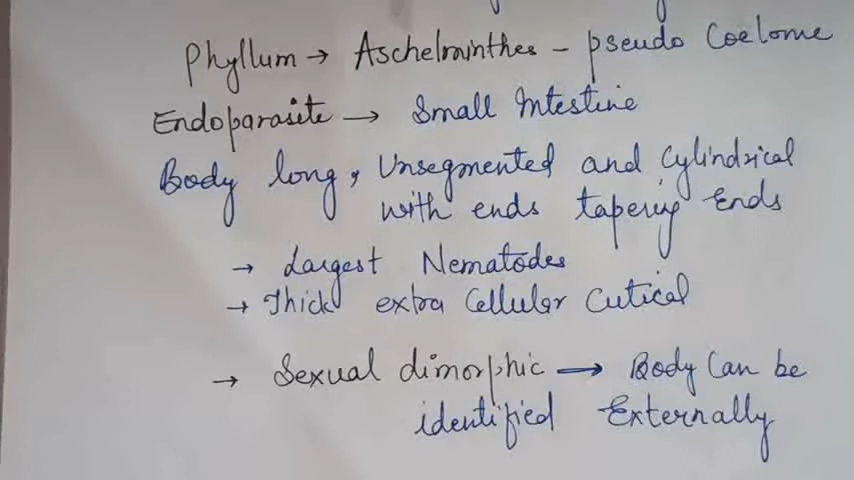 Phyllum → Aschelminthes - pseudo Coelome
Endoparasite → Small Intestine
Body long, Unsegmented and Cylindrical
with ends tapering Ends
→ Largest Nematodes
→ Thick extra Cellular Cutical
→ Sexual dimorphic → Body Can be
identified Externally